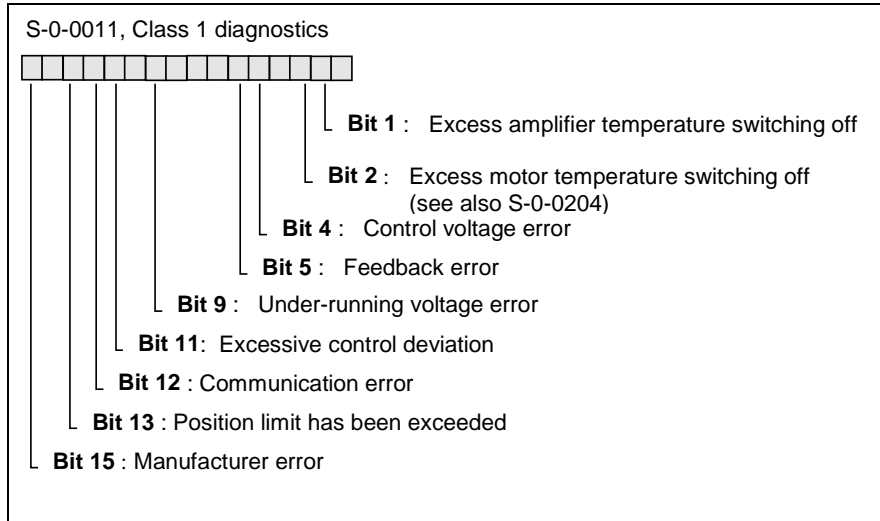 S-0-0011, Class 1 diagnostics
Bit 1 : Excess amplifier temperature switching off
Bit 2 : Excess motor temperature switching off
(see also S-0-0204)
Bit 4 : Control voltage error
Bit 5 : Feedback error
Bit 9 : Under-running voltage error
Bit 11: Excessive control deviation
Bit 12 : Communication error
Bit 13 : Position limit has been exceeded
Bit 15 : Manufacturer error